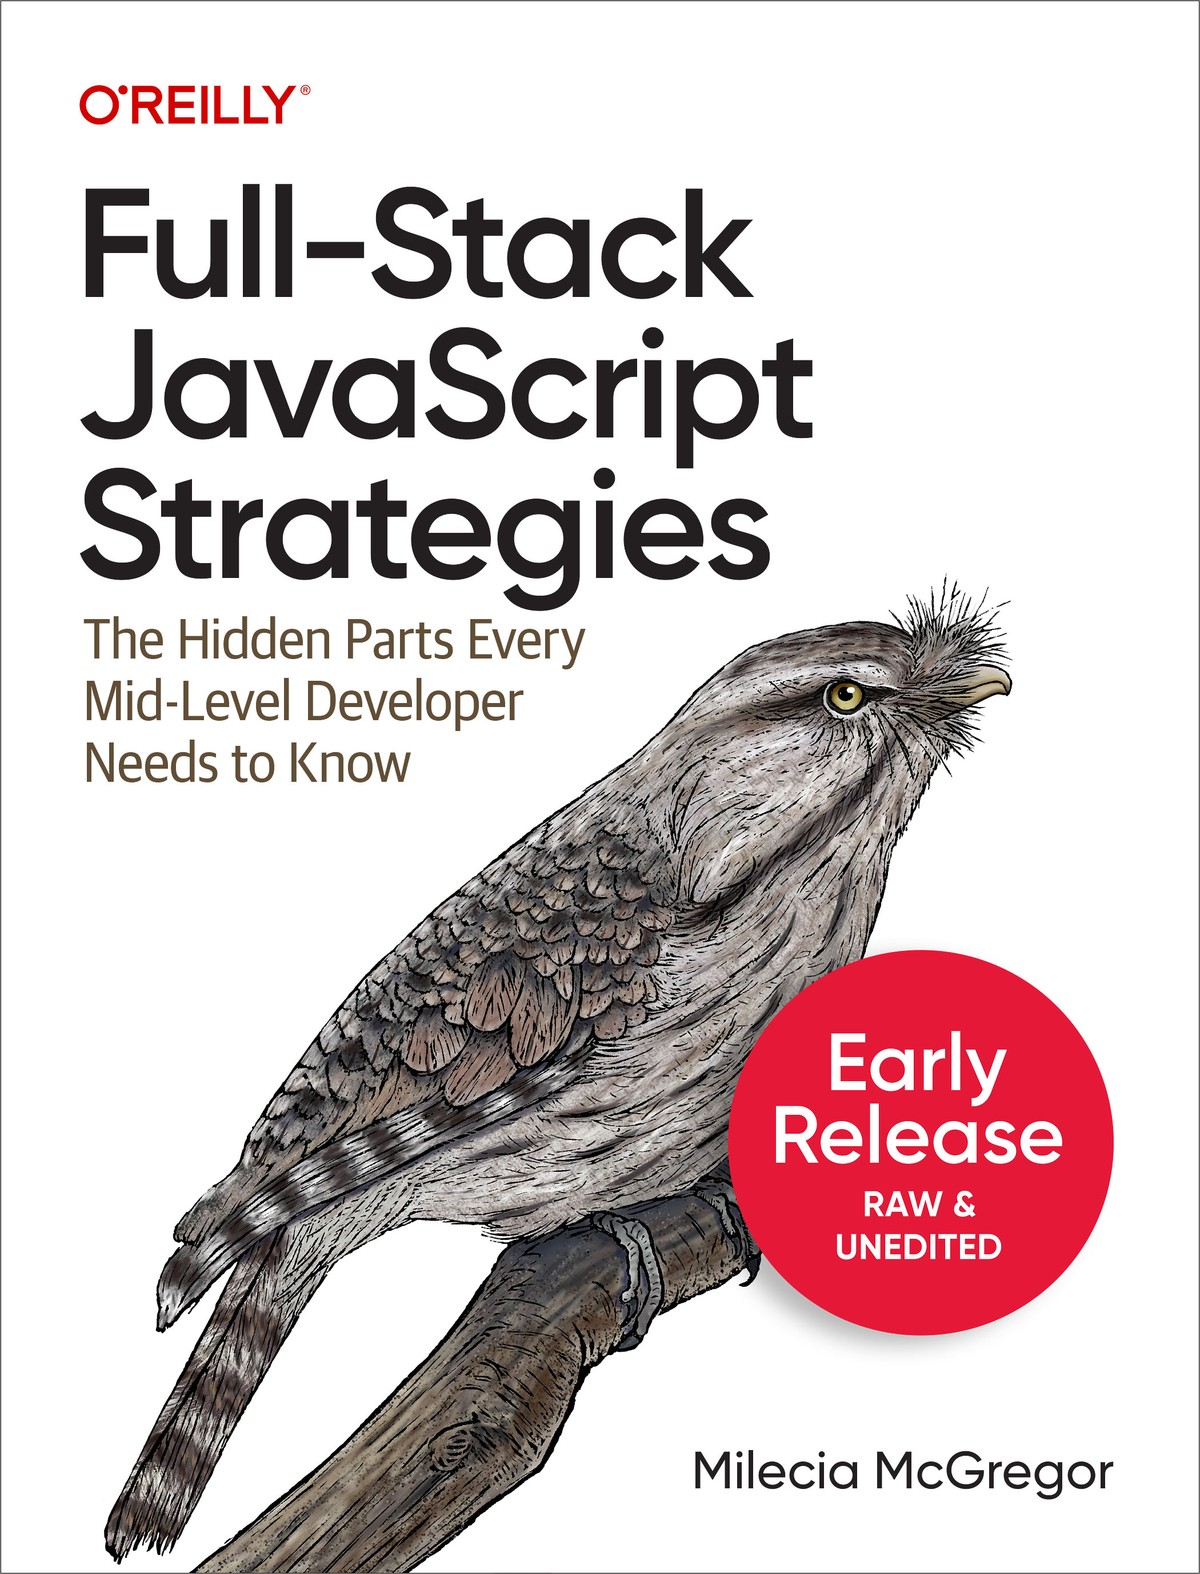 O'REILLY®
Full-Stack
JavaScript
Strategies
The Hidden Parts Every
Mid-Level Developer
Needs to Know
Early
Release
RAW &
UNEDITED
Milecia McGregor